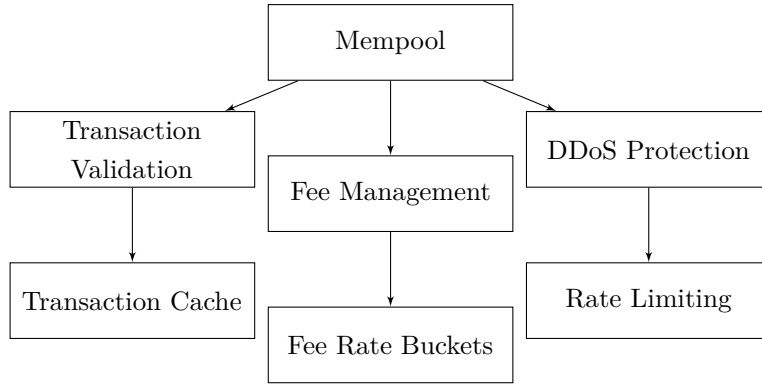 Mempool
Transaction
Validation
Fee Management
DDoS Protection
Transaction Cache
Fee Rate Buckets
Rate Limiting